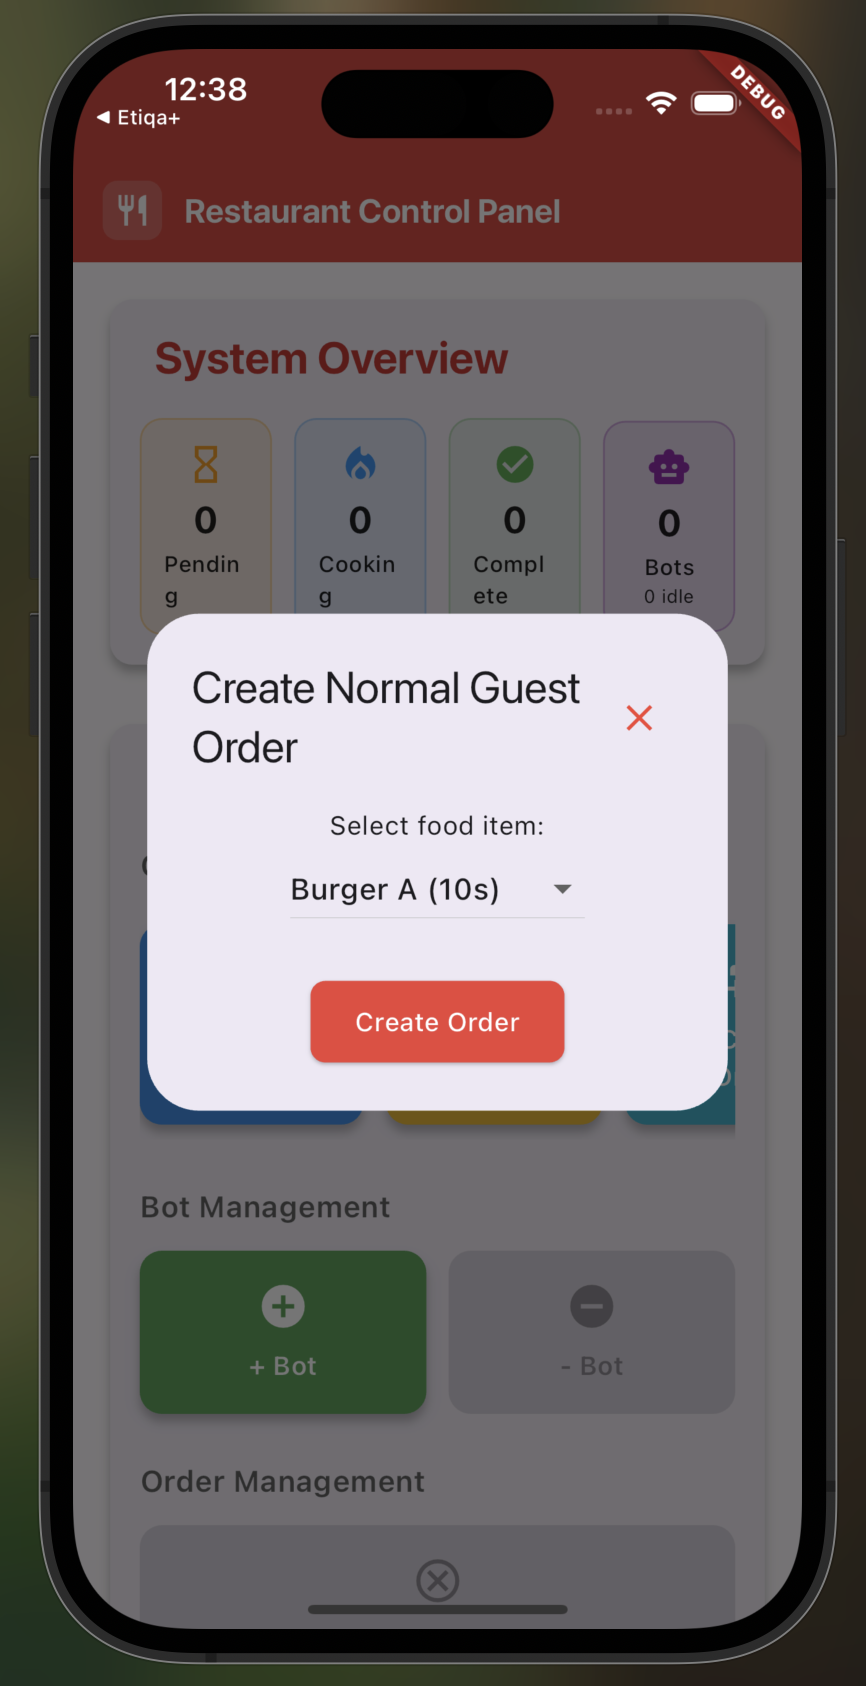 12:38
◀ Etiqa+
DEBUG
Restaurant Control Panel
System Overview
0
0
0
0
Pendin
g
Cookin
g
Compl
ete
Bots
0 idle
Create Normal Guest
Order
Select food item:
Burger A (10s)
Create Order
Bot Management
+ Bot
- Bot
Order Management